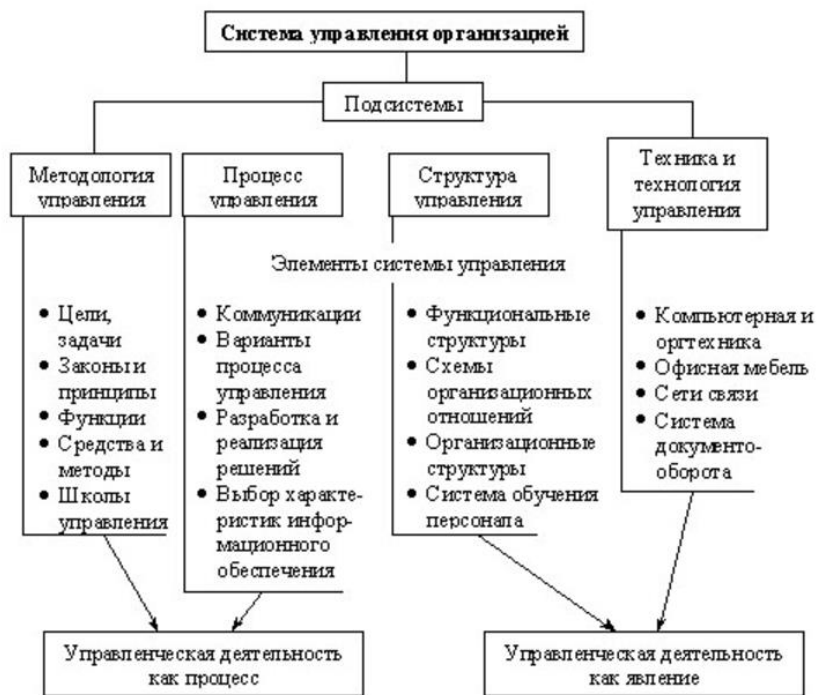 Система управления организацией
Подсистемы
Методология
управления
Процесс
управления
Структура
управления
Техника и
технология
управления
Элементы системы управления
• Цели,
задачи
• Законы и
принципы
• Функции
• Средства и
методы
• Школы
управления
• Коммуникации
• Варианты
процесса
управления
• Разработка и
реализация
решений
• Выбор характе-
ристик инфор-
мационного
обеспечения
• Функциональные
структуры
• Схемы
организационных
отношений
• Организационные
структуры
• Система обучения
персонала
• Компьютерная и
оргтехника
• Офисная мебель
• Сети связи
• Система
документо-
оборота
Управленческая деятельность
как процесс
Управленческая деятельность
как явление